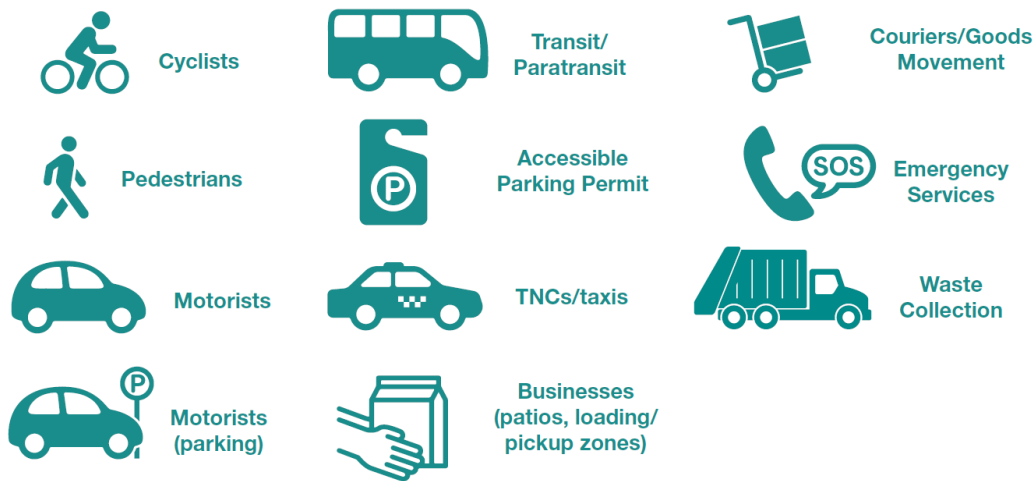 Cyclists
Transit/
Paratransit
Couriers/Goods
Movement
Pedestrians
P
Accessible
Parking Permit
SOS
Emergency
Services
Motorists
TNCs/taxis
Waste
Collection
P
Motorists
(parking)
Businesses
(patios, loading/
pickup zones)